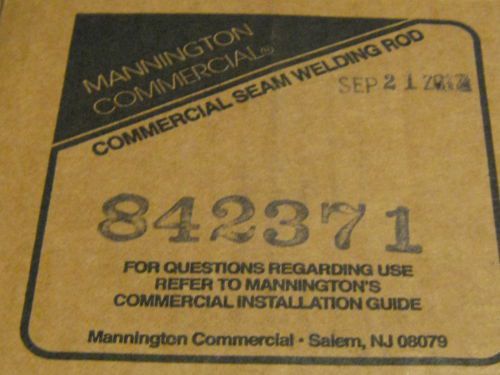 MANNINGTON
COMMERCIAL®
COMMERCIAL SEAM WELDING ROD
SEP 21
842371
FOR QUESTIONS REGARDING USE
REFER TO MANNINGTON'S
COMMERCIAL INSTALLATION GUIDE
Mannington Commercial • Salem, NJ 08079